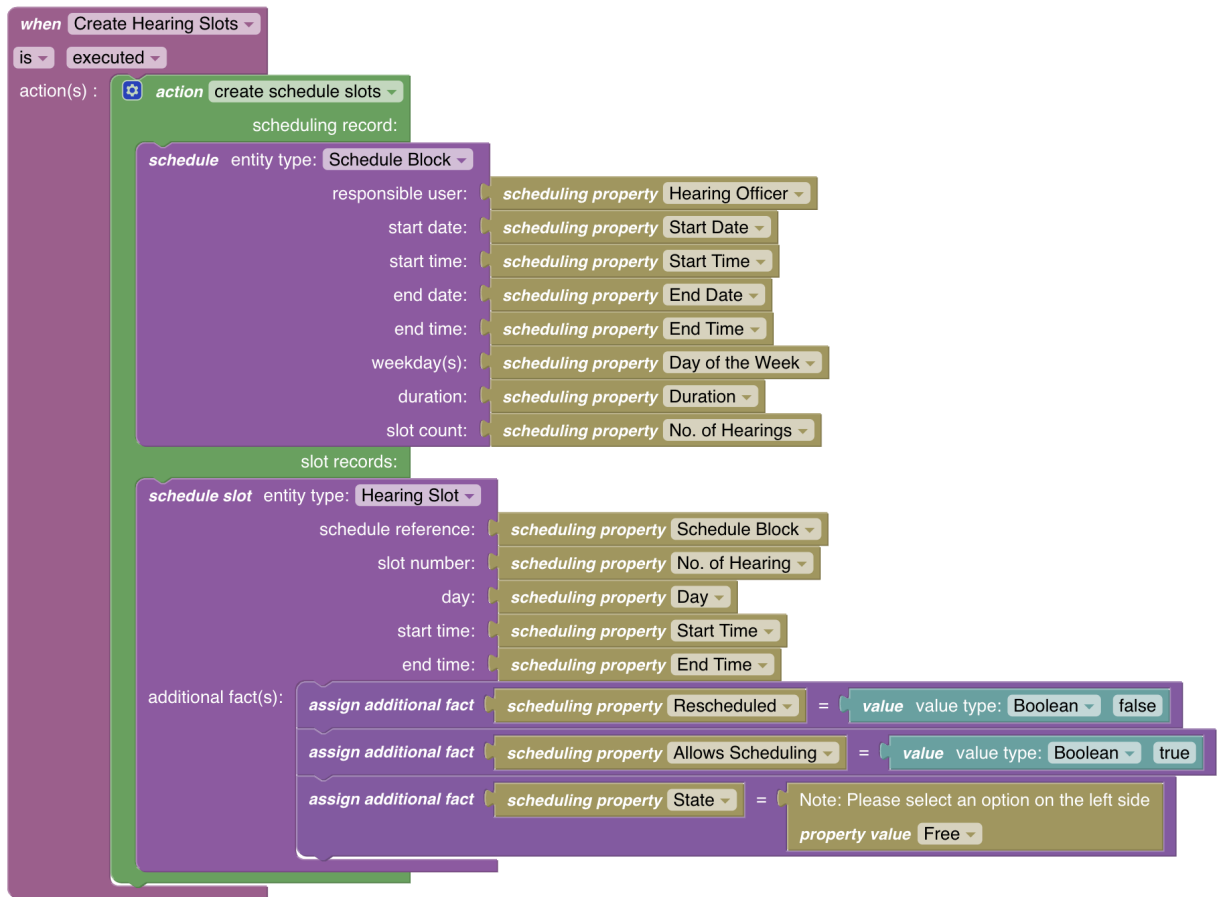 when Create Hearing Slots
is executed
action(s) : action create schedule slots
scheduling record:
schedule entity type: Schedule Block
responsible user: scheduling property Hearing Officer
start date: scheduling property Start Date
start time: scheduling property Start Time
end date: scheduling property End Date
end time: scheduling property End Time
weekday(s): scheduling property Day of the Week
duration: scheduling property Duration
slot count: scheduling property No. of Hearings
slot records:
schedule slot entity type: Hearing Slot
schedule reference: scheduling property Schedule Block
slot number: scheduling property No. of Hearing
day: scheduling property Day
start time: scheduling property Start Time
end time: scheduling property End Time
additional fact(s): assign additional fact scheduling property Rescheduled = value value type: Boolean false
assign additional fact scheduling property Allows Scheduling = value value type: Boolean true
assign additional fact scheduling property State = Note: Please select an option on the left side
property value Free